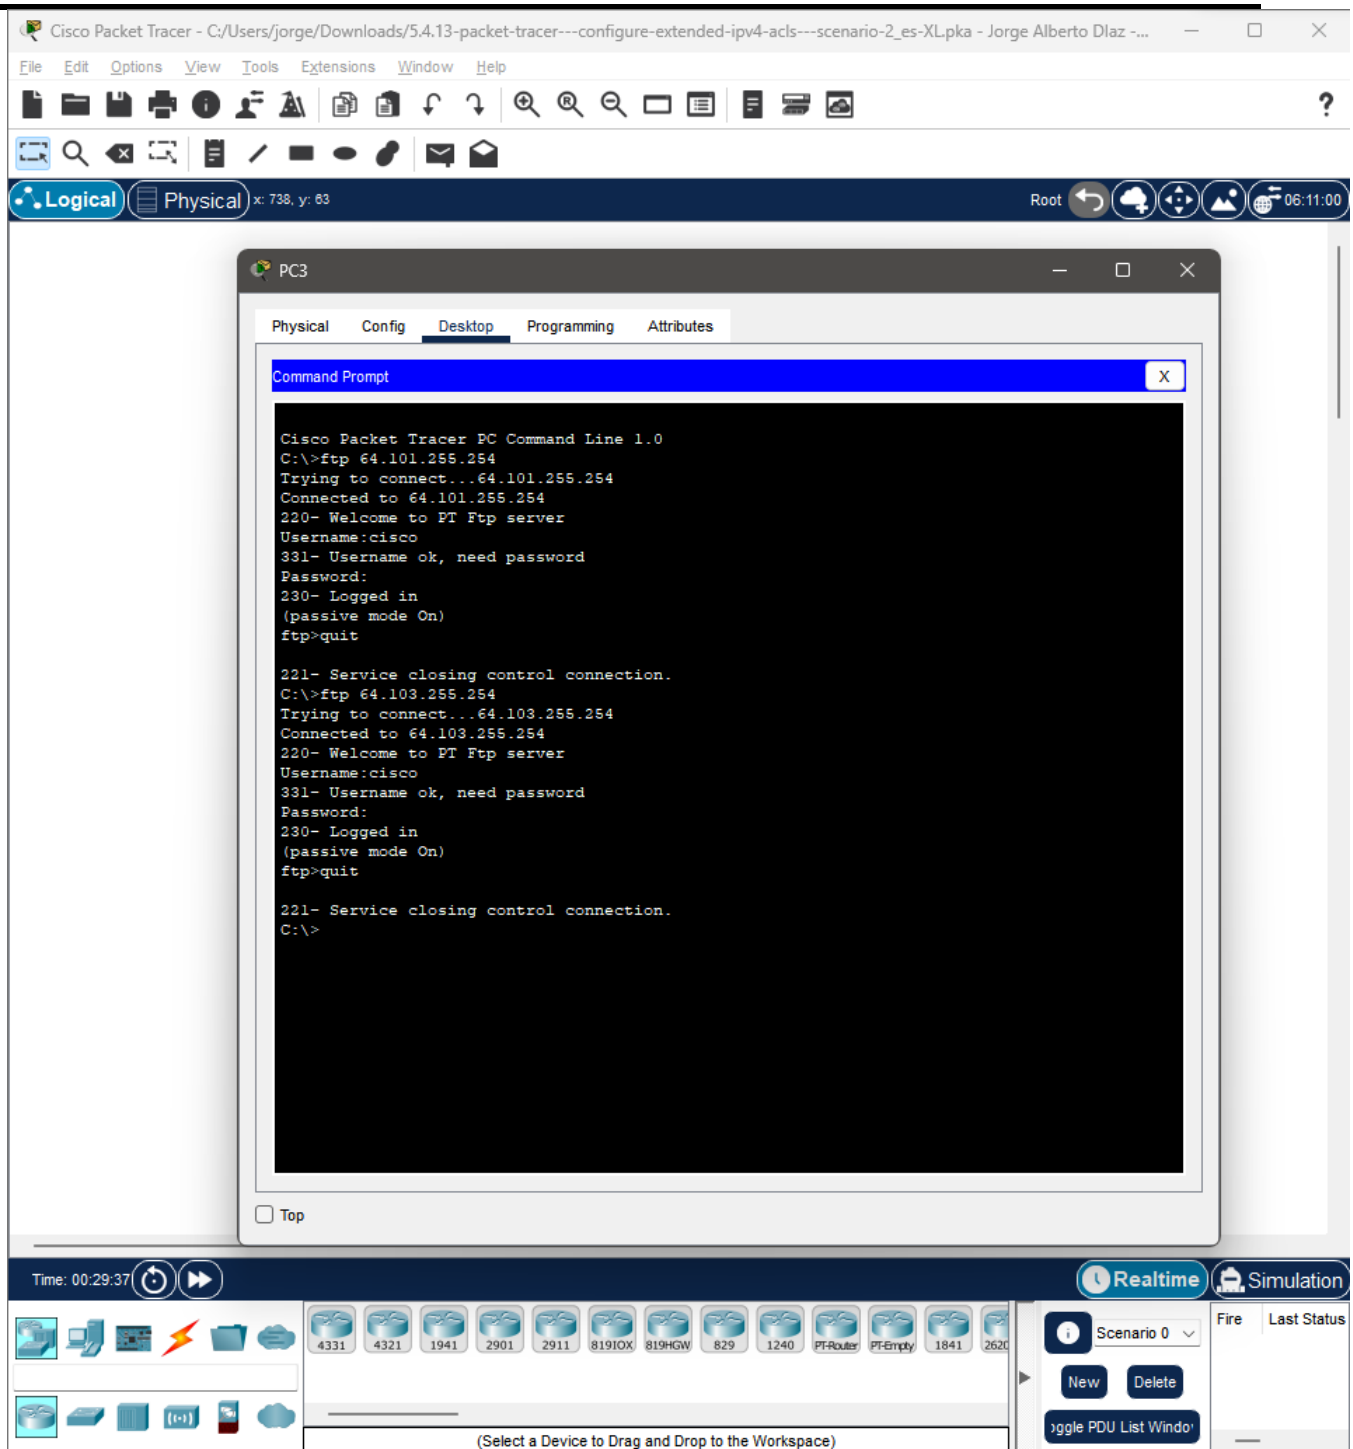 Cisco Packet Tracer - C:/Users/jorge/Downloads/5.4.13-packet-tracer---configure-extended-ipv4-acls---scenario-2_es-XL.pka - Jorge Alberto DIaz -...
File Edit Options View Tools Extensions Window Help
?
Logical Physical x: 738, y: 63 Root 06:11:00
PC3
Physical Config Desktop Programming Attributes
Command Prompt X
Cisco Packet Tracer PC Command Line 1.0
C:\>ftp 64.101.255.254
Trying to connect...64.101.255.254
Connected to 64.101.255.254
220- Welcome to PT Ftp server
Username:cisco
331- Username ok, need password
Password:
230- Logged in
(passive mode On)
ftp>quit
221- Service closing control connection.
C:\>ftp 64.103.255.254
Trying to connect...64.103.255.254
Connected to 64.103.255.254
220- Welcome to PT Ftp server
Username:cisco
331- Username ok, need password
Password:
230- Logged in
(passive mode On)
ftp>quit
221- Service closing control connection.
C:\>
Top
Time: 00:29:37 Realtime Simulation
4331 4321 1941 2901 2911 819IOX 819HGW 829 1240 PT-Router PT-Empty 1841 2620
Scenario 0
Fire Last Status
New Delete
oggle PDU List Windo
(Select a Device to Drag and Drop to the Workspace)